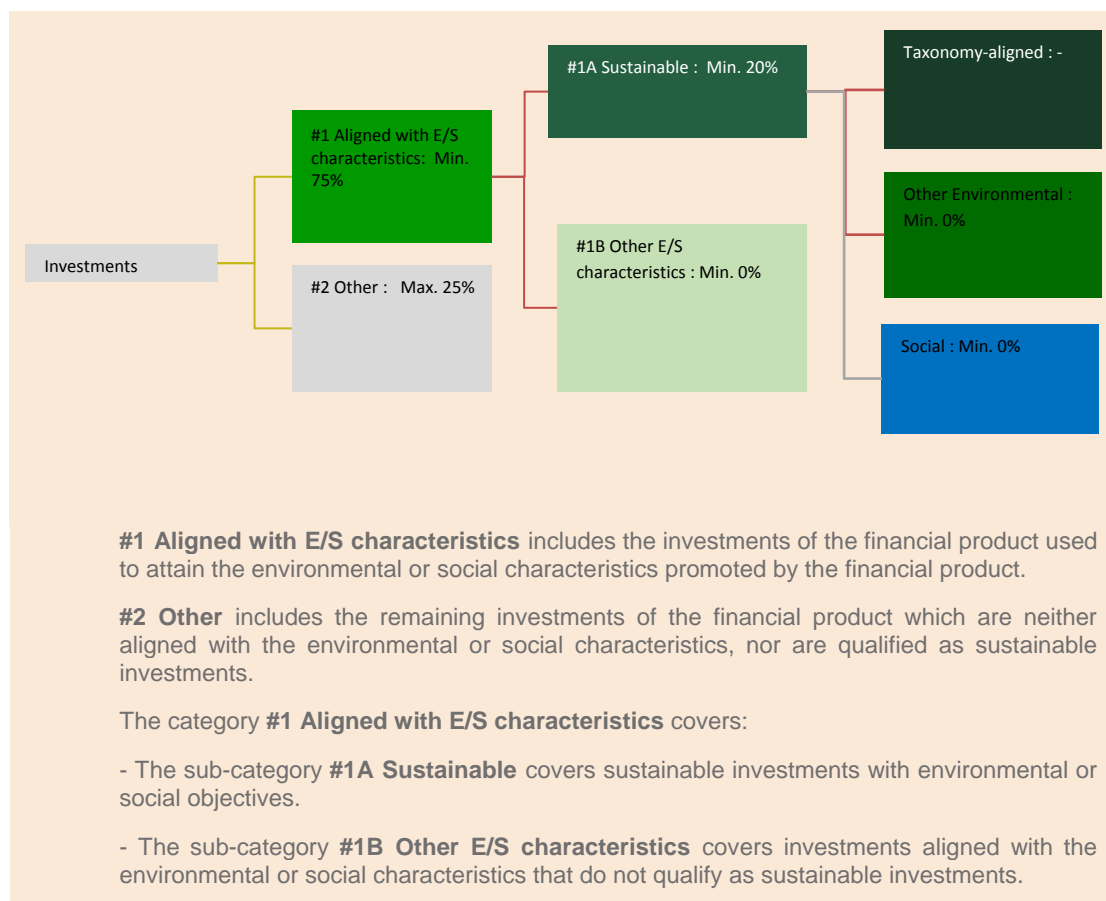 Investments
#1 Aligned with E/S
characteristics:  Min.
75%
#2 Other :   Max. 25%
#1A Sustainable :  Min. 20%
#1B Other E/S
characteristics : Min. 0%
Taxonomy-aligned : -
Other Environmental :
Min. 0%
Social : Min. 0%
#1 Aligned with E/S characteristics includes the investments of the financial product used
to attain the environmental or social characteristics promoted by the financial product.
#2 Other includes the remaining investments of the financial product which are neither
aligned with the environmental or social characteristics, nor are qualified as sustainable
investments.
The category #1 Aligned with E/S characteristics covers:
- The sub-category #1A Sustainable covers sustainable investments with environmental or
social objectives.
- The sub-category #1B Other E/S characteristics covers investments aligned with the
environmental or social characteristics that do not qualify as sustainable investments.